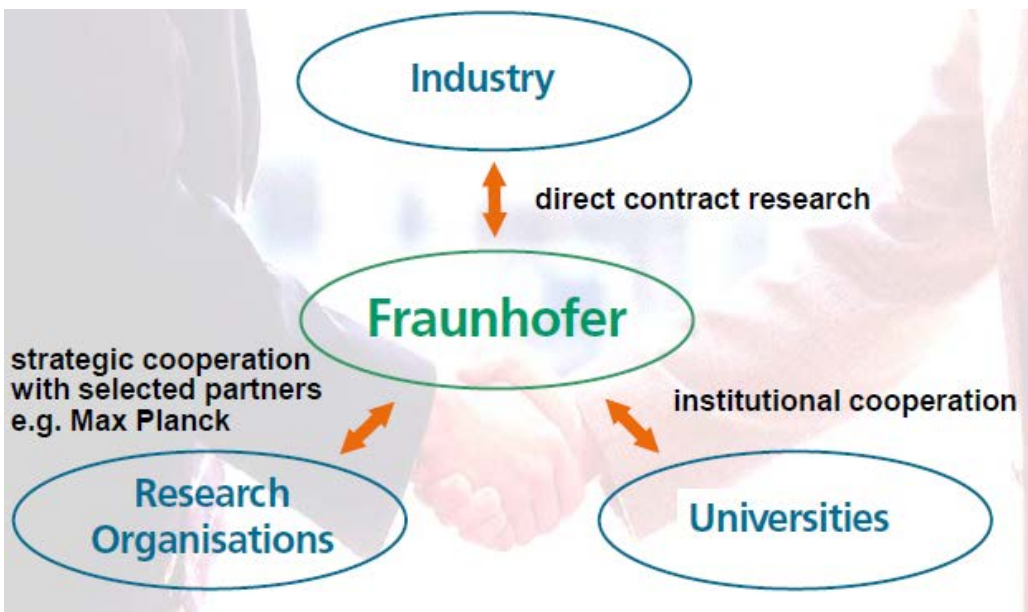 Industry
direct contract research
Fraunhofer
strategic cooperation
with selected partners
e.g. Max Planck
institutional cooperation
Research
Organisations
Universities